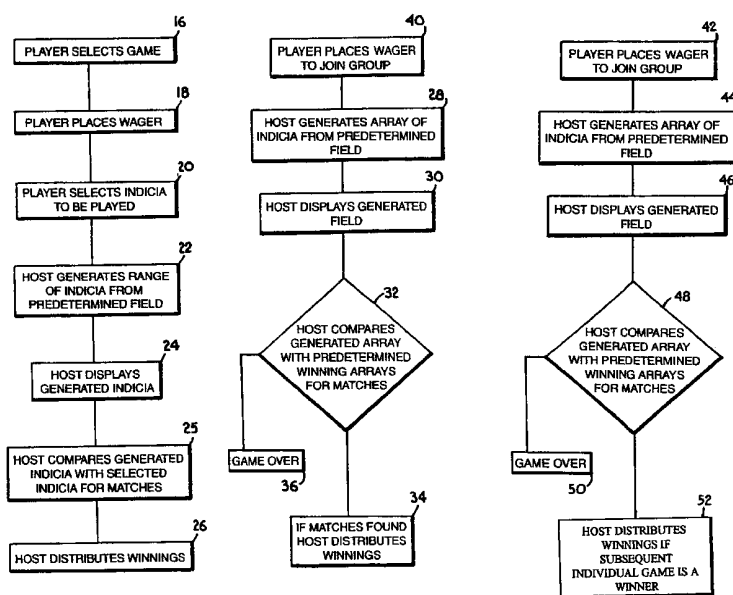 16
PLAYER SELECTS GAME
18
PLAYER PLACES WAGER
20
PLAYER SELECTS INDICIA
TO BE PLAYED
22
HOST GENERATES RANGE
OF INDICIA FROM
PREDETERMINED FIELD
24
HOST DISPLAYS
GENERATED INDICIA
25
HOST COMPARES GENERATED
INDICIA WITH SELECTED
INDICIA FOR MATCHES
26
HOST DISTRIBUTES WINNINGS
40
PLAYER PLACES WAGER
TO JOIN GROUP
28
HOST GENERATES ARRAY OF
INDICIA FROM PREDETERMINED
FIELD
30
HOST DISPLAYS GENERATED
FIELD
32
HOST COMPARES
GENERATED ARRAY
WITH PREDETERMINED
WINNING ARRAYS
FOR MATCHES
GAME OVER
36
34
IF MATCHES FOUND
HOST DISTRIBUTES
WINNINGS
42
PLAYER PLACES WAGER
TO JOIN GROUP
44
HOST GENERATES ARRAY OF
INDICIA FROM PREDETERMINED
FIELD
46
HOST DISPLAYS GENERATED
FIELD
48
HOST COMPARES
GENERATED ARRAY
WITH PREDETERMINED
WINNING ARRAYS
FOR MATCHES
GAME OVER
50
52
HOST DISTRIBUTES
WINNINGS IF
SUBSEQUENT
INDIVIDUAL GAME IS A
WINNER